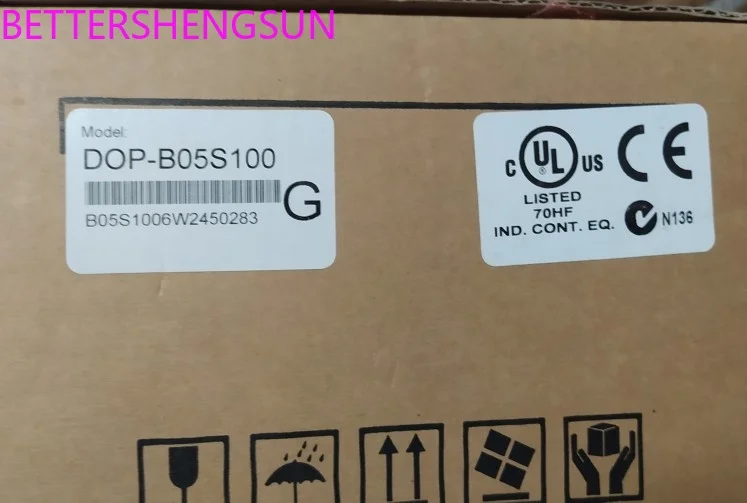 BETTERSHENGSUN
Model:
DOP-B05S100
G
B05S1006W2450283
C UL US CE
LISTED
70HF
IND. CONT. EQ.
N136